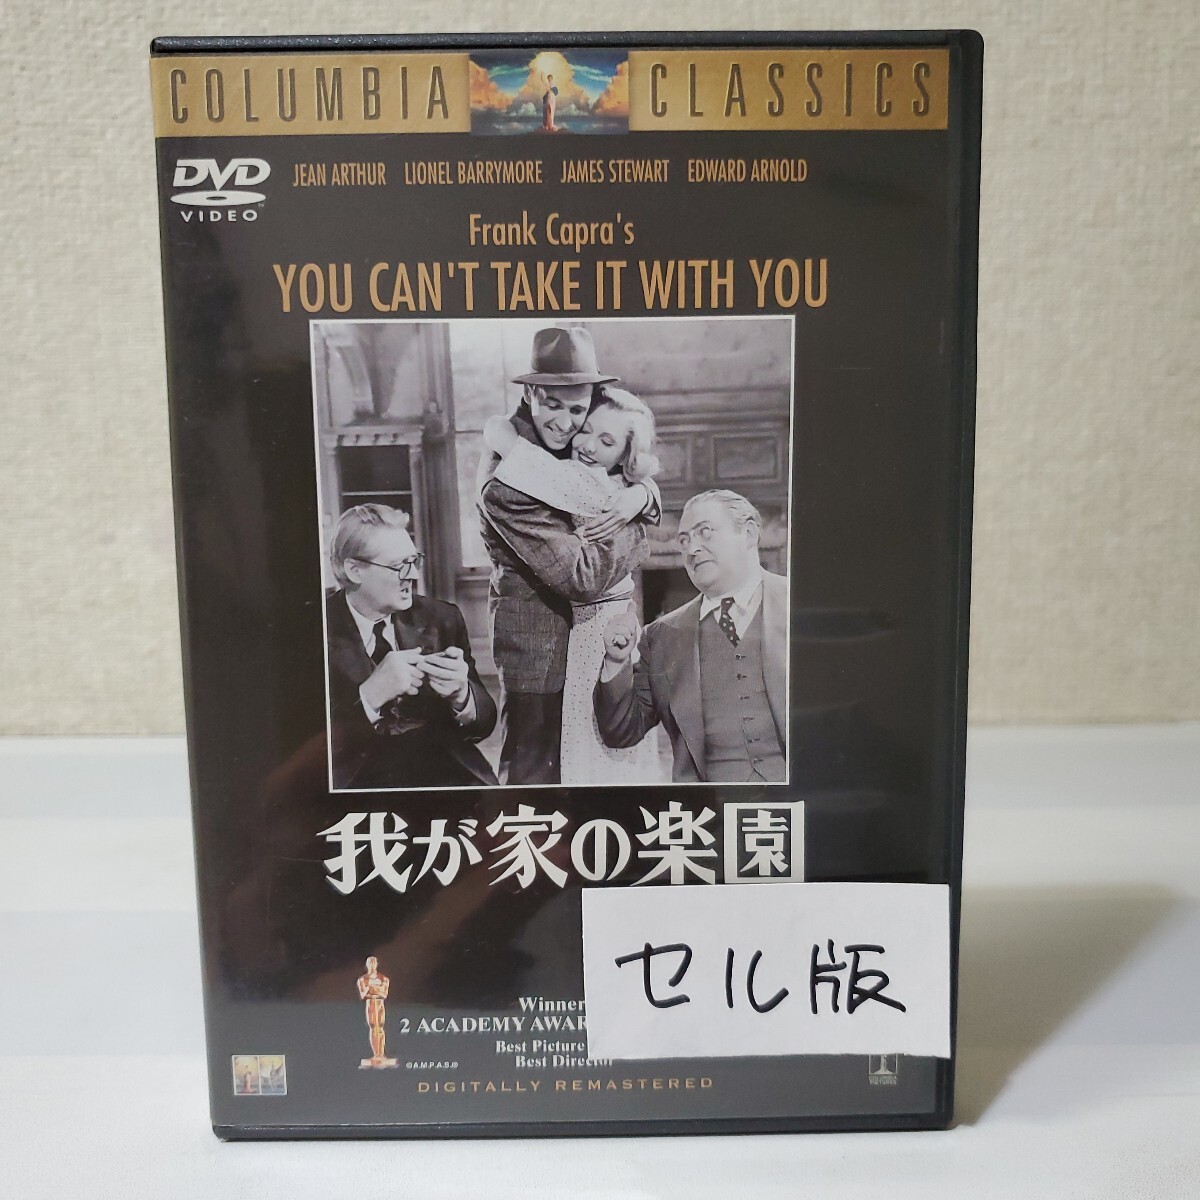 COLUMBIA CLASSICS
DVD
VIDEO
JEAN ARTHUR LIONEL BARRYMORE JAMES STEWART EDWARD ARNOLD
Frank Capra's
YOU CAN'T TAKE IT WITH YOU
我が家の楽園
セル版
Winner
2 ACADEMY AWAR
Best Picture
Best Director
©A.M.P.A.S.®
DIGITALLY REMASTERED
COLUMBIA
PICTURES